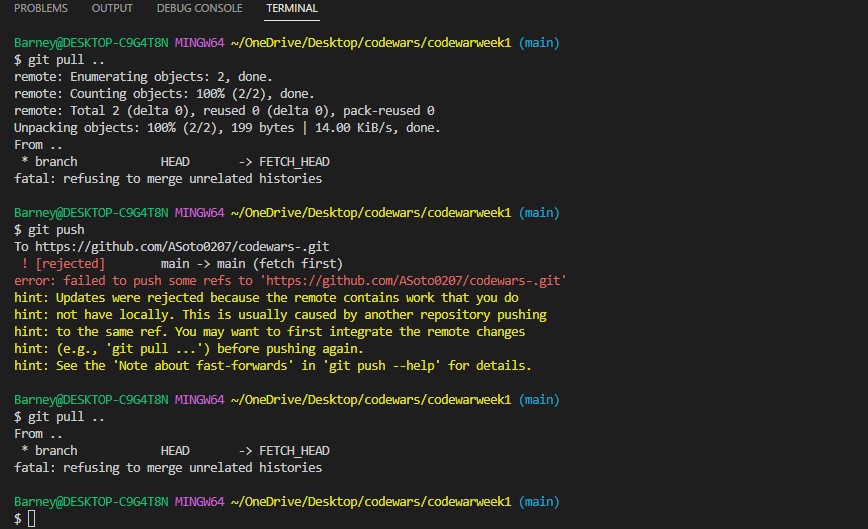 PROBLEMS OUTPUT DEBUG CONSOLE TERMINAL
Barney@DESKTOP-C9G4T8N MINGW64 ~/OneDrive/Desktop/codewars/codewarweek1 (main)
$ git pull ..
remote: Enumerating objects: 2, done.
remote: Counting objects: 100% (2/2), done.
remote: Total 2 (delta 0), reused 0 (delta 0), pack-reused 0
Unpacking objects: 100% (2/2), 199 bytes | 14.00 KiB/s, done.
From ..
 * branch            HEAD       -> FETCH_HEAD
fatal: refusing to merge unrelated histories
Barney@DESKTOP-C9G4T8N MINGW64 ~/OneDrive/Desktop/codewars/codewarweek1 (main)
$ git push
To https://github.com/ASoto0207/codewars-.git
 ! [rejected]        main -> main (fetch first)
error: failed to push some refs to 'https://github.com/ASoto0207/codewars-.git'
hint: Updates were rejected because the remote contains work that you do
hint: not have locally. This is usually caused by another repository pushing
hint: to the same ref. You may want to first integrate the remote changes
hint: (e.g., 'git pull ...') before pushing again.
hint: See the 'Note about fast-forwards' in 'git push --help' for details.
Barney@DESKTOP-C9G4T8N MINGW64 ~/OneDrive/Desktop/codewars/codewarweek1 (main)
$ git pull ..
From ..
 * branch            HEAD       -> FETCH_HEAD
fatal: refusing to merge unrelated histories
Barney@DESKTOP-C9G4T8N MINGW64 ~/OneDrive/Desktop/codewars/codewarweek1 (main)
$